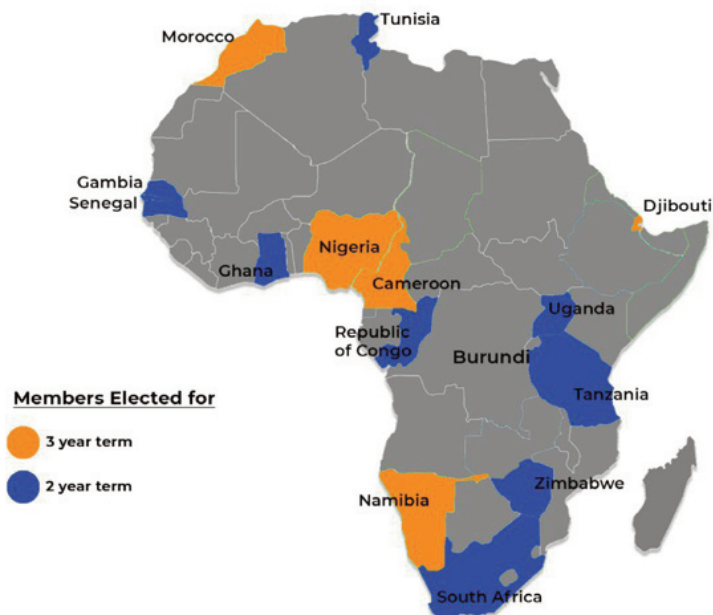 Tunisia
Morocco
Gambia
Senegal
Djibouti
Nigeria
Ghana
Cameroon
Uganda
Republic
of Congo
Burundi
Tanzania
Members Elected for
3 year term
2 year term
Zimbabwe
Namibia
South Africa